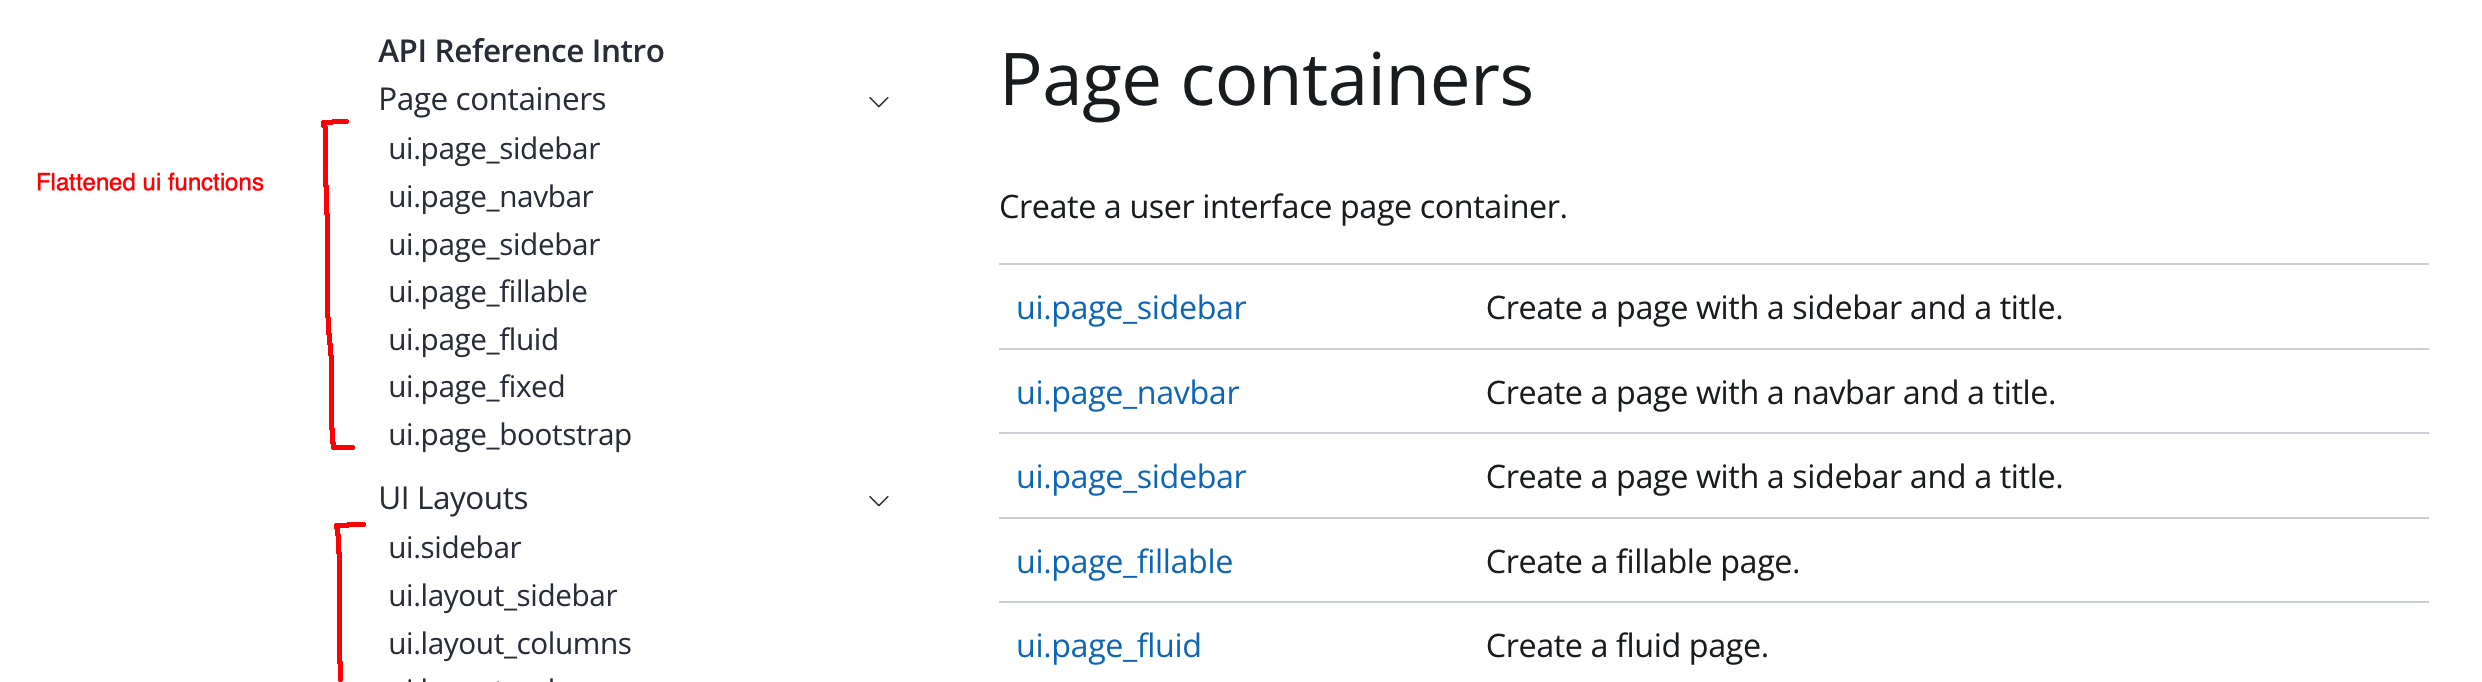 API Reference Intro
Page containers
Flattened ui functions
ui.page_sidebar
ui.page_navbar
ui.page_sidebar
ui.page_fillable
ui.page_fluid
ui.page_fixed
ui.page_bootstrap
UI Layouts
ui.sidebar
ui.layout_sidebar
ui.layout_columns
Page containers
Create a user interface page container.
ui.page_sidebar Create a page with a sidebar and a title.
ui.page_navbar Create a page with a navbar and a title.
ui.page_sidebar Create a page with a sidebar and a title.
ui.page_fillable Create a fillable page.
ui.page_fluid Create a fluid page.